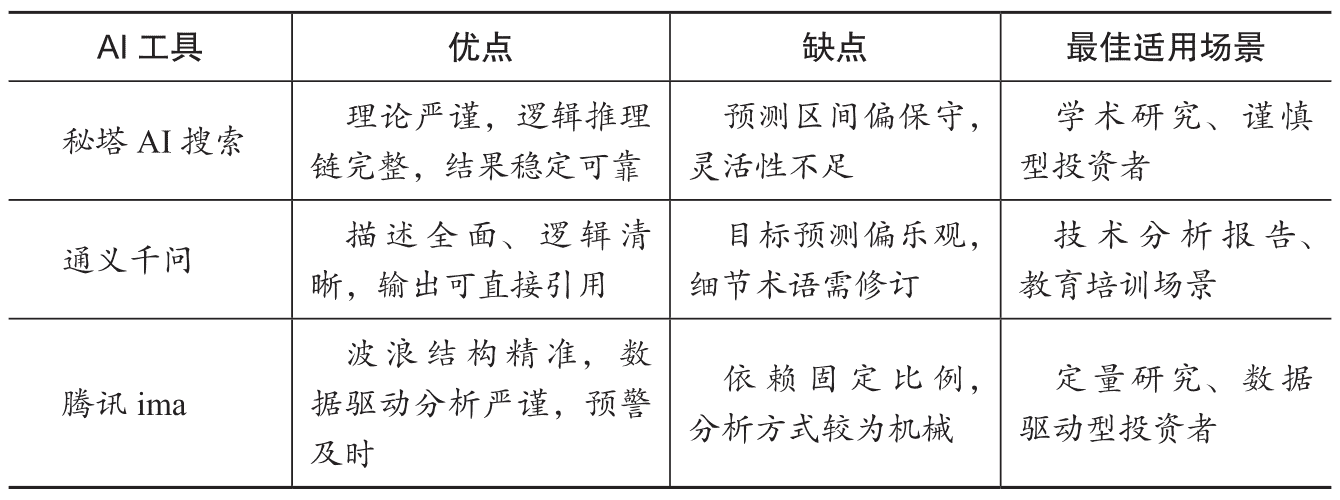 AI 工具 优点 缺点 最佳适用场景
秘塔 AI 搜索
理论严谨，逻辑推理
链完整，结果稳定可靠
预测区间偏保守，
灵活性不足
学术研究、谨慎
型投资者
通义千问
描述全面、逻辑清
晰，输出可直接引用
目标预测偏乐观，
细节术语需修订
技术分析报告、
教育培训场景
腾讯 ima
波浪结构精准，数
据驱动分析严谨，预警
及时
依赖固定比例，
分析方式较为机械
定量研究、数据
驱动型投资者